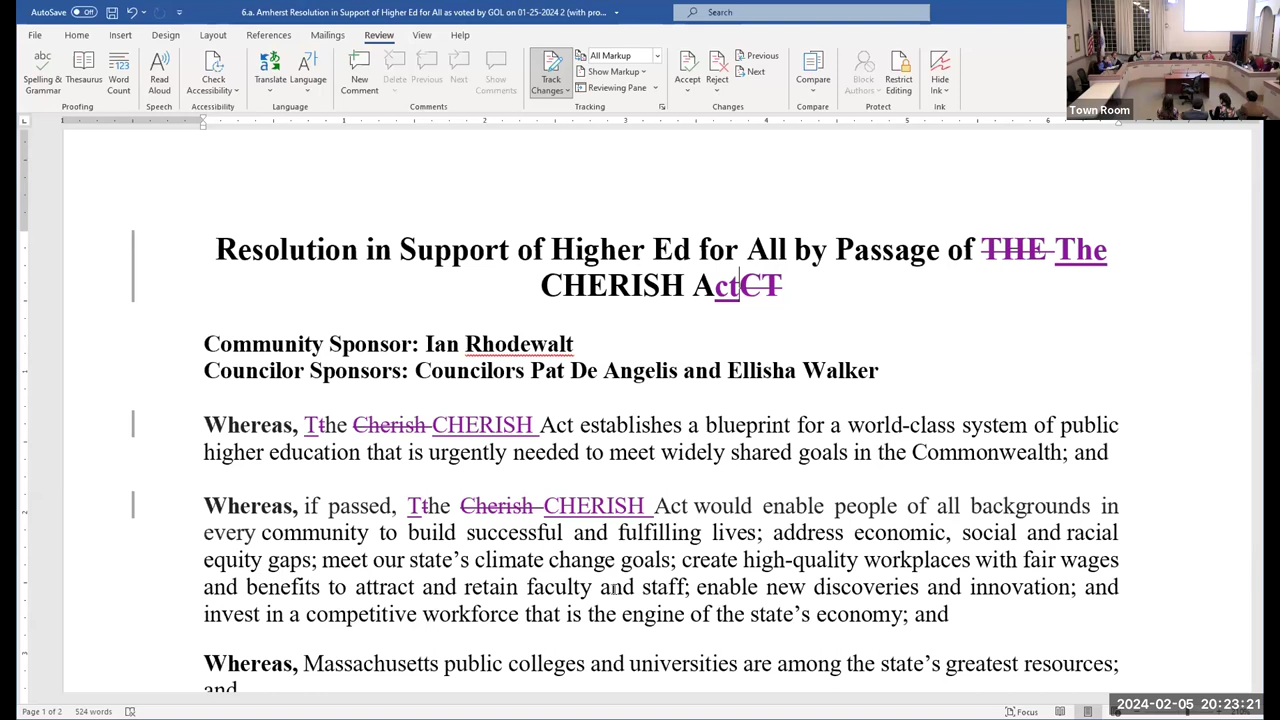 AutoSave Off 6.a. Amherst Resolution in Support of Higher Ed for All as voted by GOL on 01-25-2024 2 (with pro... Search
File Home Insert Design Layout References Mailings Review View Help
Spelling & Grammar Thesaurus Word Count Read Aloud Check Accessibility Translate Language New Comment Delete Previous Next Show Comments Track Changes All Markup Show Markup Reviewing Pane Accept Reject Previous Next Compare Block Authors Restrict Editing Hide Ink
Proofing Speech Accessibility Language Comments Tracking Changes Compare Protect Ink
Town Room
1 2 3 4 5 6
Resolution in Support of Higher Ed for All by Passage of THE The
CHERISH ActCT
Community Sponsor: Ian Rhodewalt
Councilor Sponsors: Councilors Pat De Angelis and Ellisha Walker
Whereas, Tthe Cherish CHERISH Act establishes a blueprint for a world-class system of public
higher education that is urgently needed to meet widely shared goals in the Commonwealth; and
Whereas, if passed, Tthe Cherish CHERISH Act would enable people of all backgrounds in
every community to build successful and fulfilling lives; address economic, social and racial
equity gaps; meet our state's climate change goals; create high-quality workplaces with fair wages
and benefits to attract and retain faculty and staff; enable new discoveries and innovation; and
invest in a competitive workforce that is the engine of the state's economy; and
Whereas, Massachusetts public colleges and universities are among the state's greatest resources;
and
Page 1 of 2 524 words Focus
2024-02-05 20:23:21